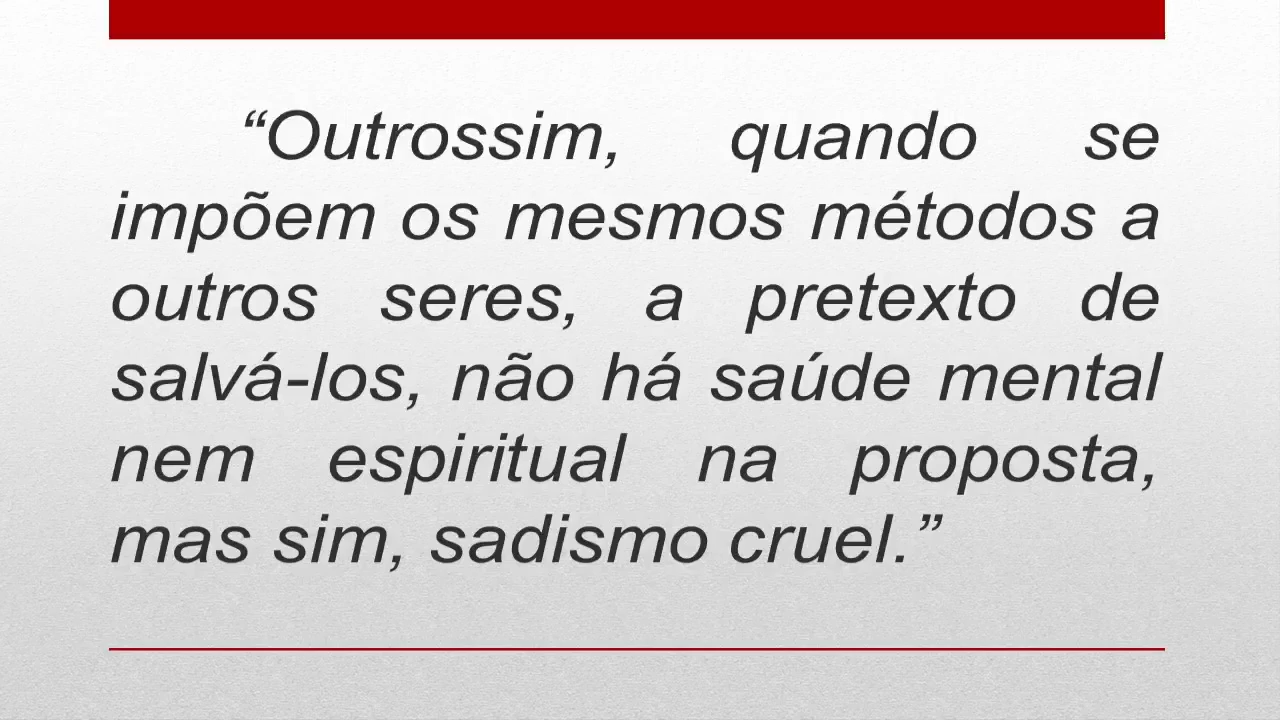 “Outrossim, quando se
impõem os mesmos métodos a
outros seres, a pretexto de
salvá-los, não há saúde mental
nem espiritual na proposta,
mas sim, sadismo cruel.”